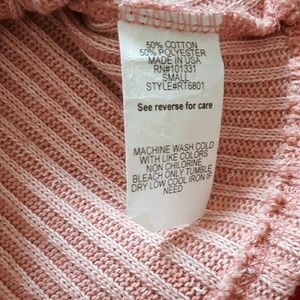 50% COTTON
50% POLYESTER
MADE IN USA
RN#101331
SMALL
STYLE#RT6801
See reverse for care
MACHINE WASH COLD
WITH LIKE COLORS
NON CHLORINE
BLEACH ONLY TUMBLE
DRY LOW COOL IRON IF
NEED